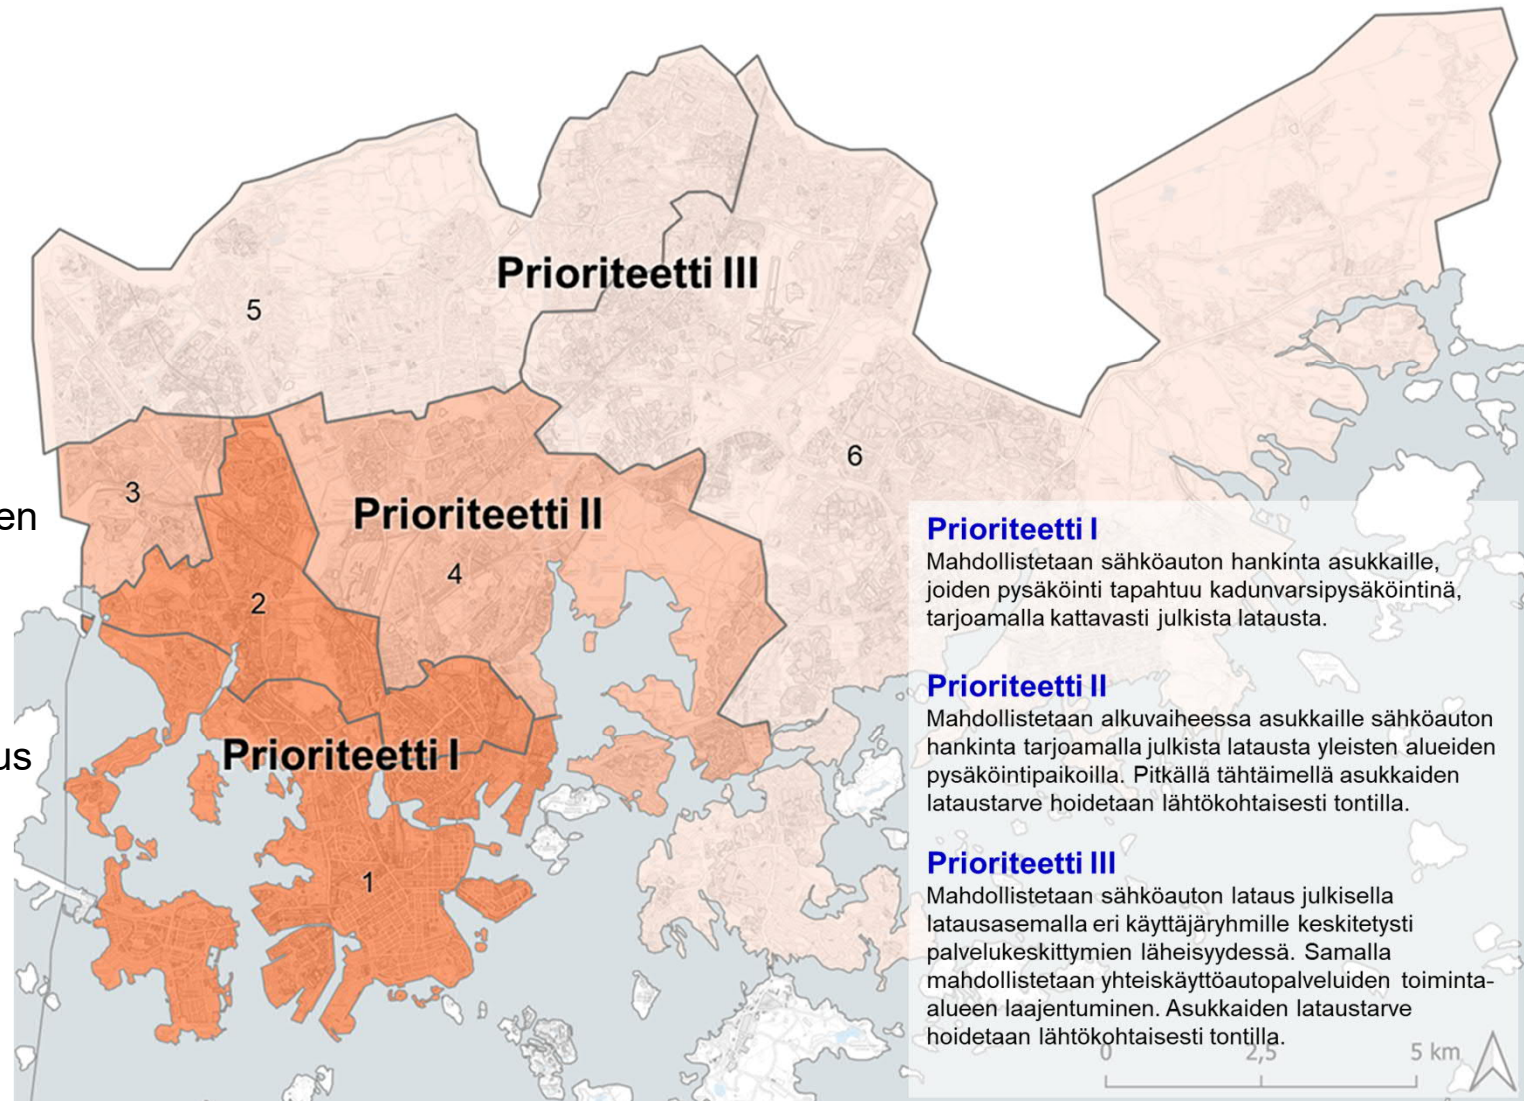 Prioriteetti III
5
6
3
Prioriteetti II
en
4
2
us
Prioriteetti I
1
Prioriteetti I
Mahdollistetaan sähköauton hankinta asukkaille,
joiden pysäköinti tapahtuu kadunvarsipysäköintinä,
tarjoamalla kattavasti julkista latausta.
Prioriteetti II
Mahdollistetaan alkuvaiheessa asukkaille sähköauton
hankinta tarjoamalla julkista latausta yleisten alueiden
pysäköintipaikoilla. Pitkällä tähtäimellä asukkaiden
lataustarve hoidetaan lähtökohtaisesti tontilla.
Prioriteetti III
Mahdollistetaan sähköauton lataus julkisella
latausasemalla eri käyttäjäryhmille keskitetysti
palvelukeskittymien läheisyydessä. Samalla
mahdollistetaan yhteiskäyttöautopalveluiden toiminta-
alueen laajentuminen. Asukkaiden lataustarve
hoidetaan lähtökohtaisesti tontilla.
0 2,5 5 km